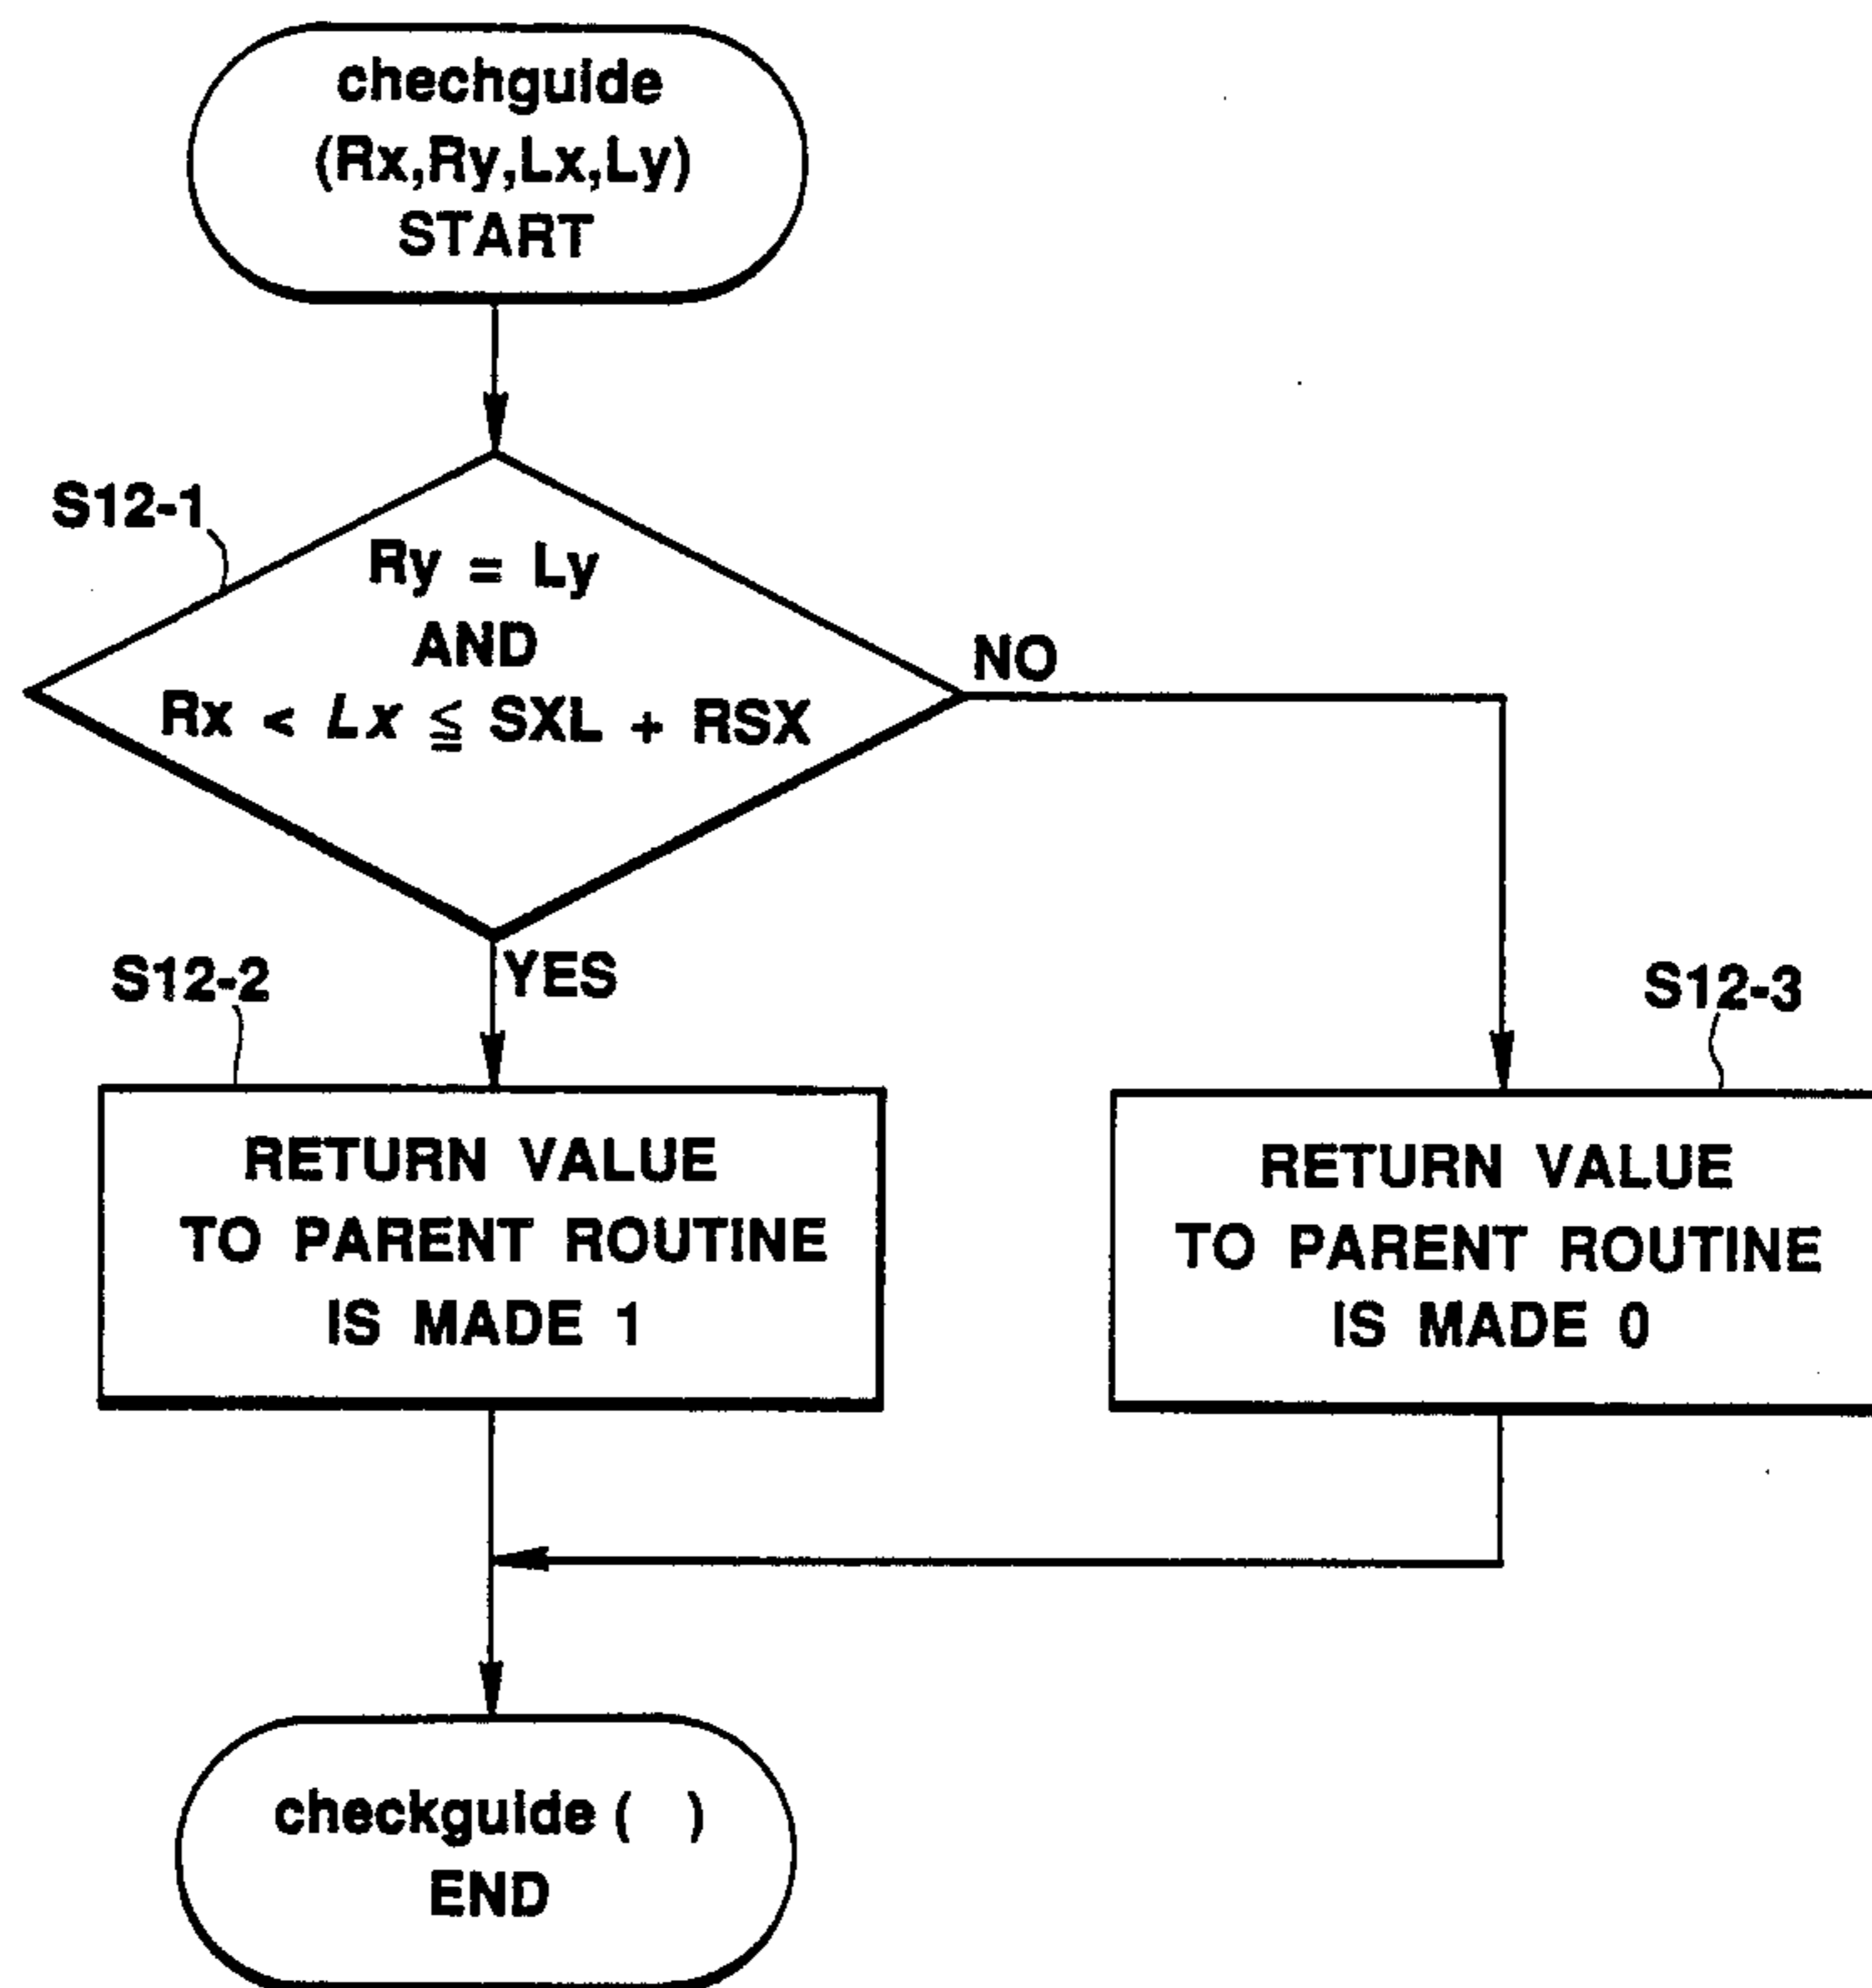 chechguide
(Rx,Ry,Lx,Ly)
START
S12-1
Ry = Ly
AND
Rx < Lx ≦ SXL + RSX
NO
YES
S12-2
RETURN VALUE
TO PARENT ROUTINE
IS MADE 1
S12-3
RETURN VALUE
TO PARENT ROUTINE
IS MADE 0
checkguide ( )
END